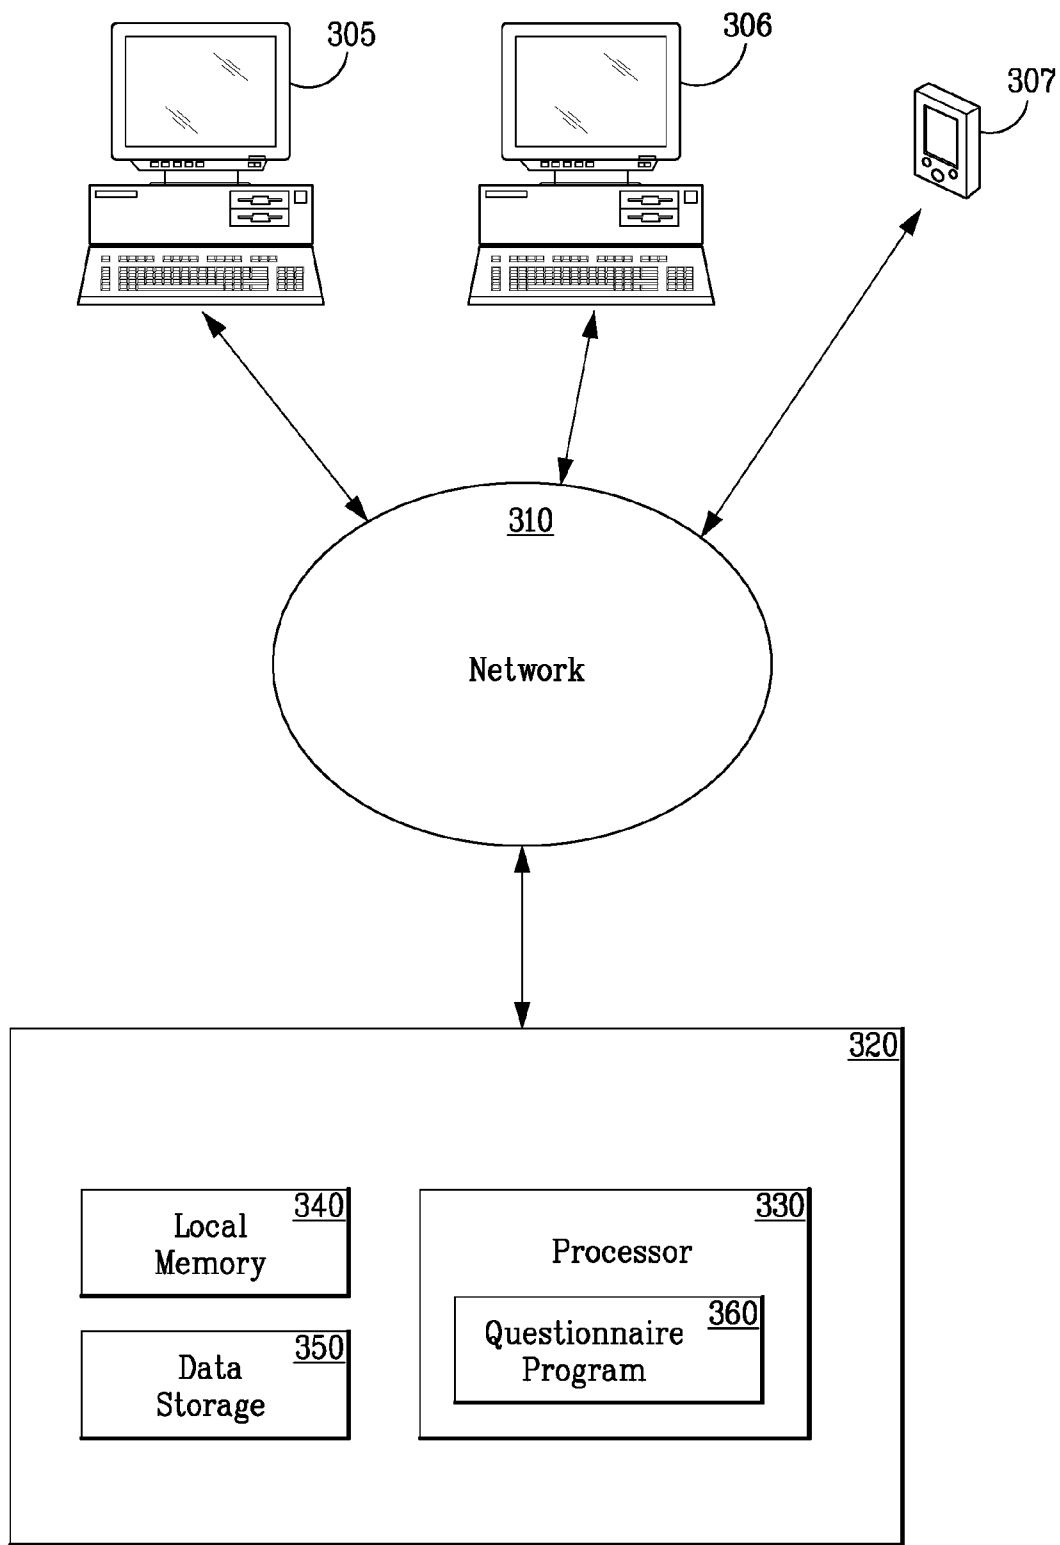 305
306
307
310
Network
320
340
Local
Memory
330
Processor
350
Data
Storage
360
Questionnaire
Program